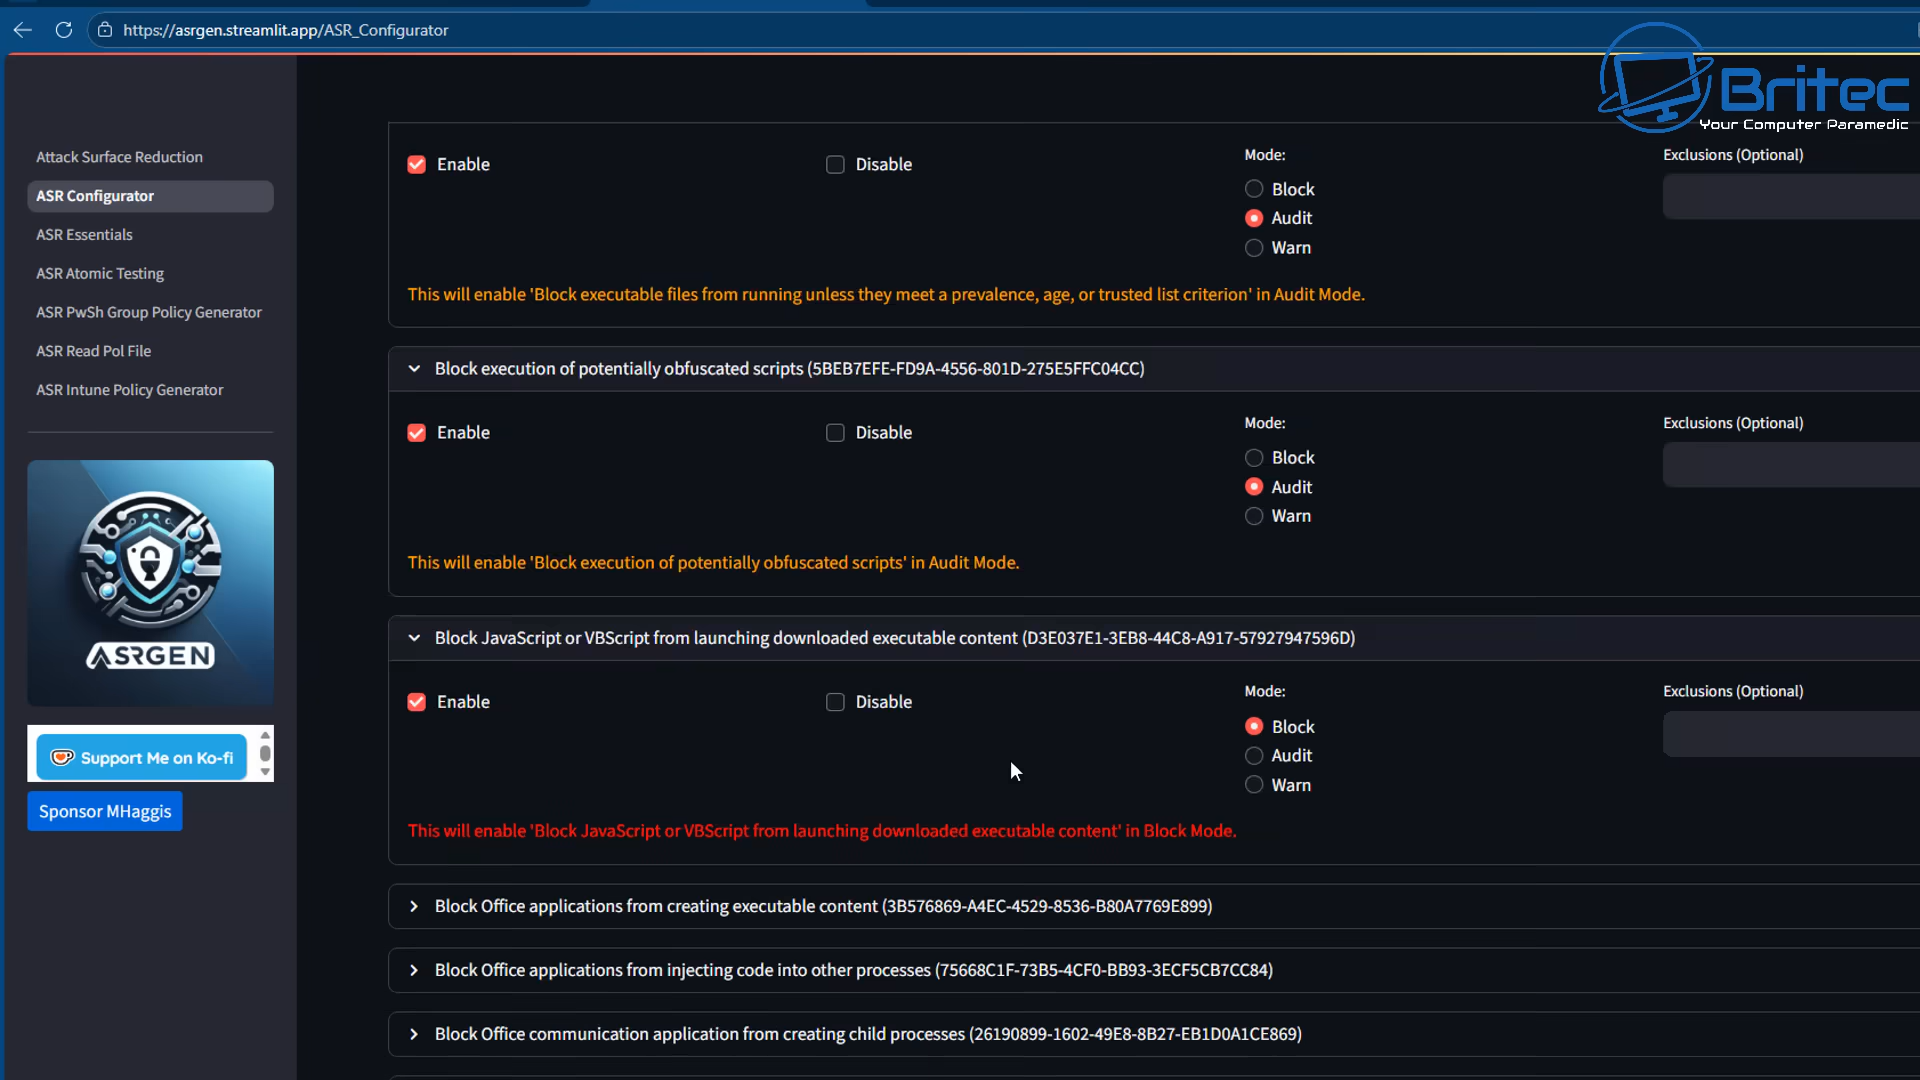 https://asrgen.streamlit.app/ASR_Configurator
Britec
Your Computer Paramedic
Attack Surface Reduction
ASR Configurator
ASR Essentials
ASR Atomic Testing
ASR PwSh Group Policy Generator
ASR Read Pol File
ASR Intune Policy Generator
ASRGEN
Support Me on Ko-fi
Sponsor MHaggis
Enable
Disable
Mode:
Block
Audit
Warn
Exclusions (Optional)
This will enable 'Block executable files from running unless they meet a prevalence, age, or trusted list criterion' in Audit Mode.
Block execution of potentially obfuscated scripts (5BEB7EFE-FD9A-4556-801D-275E5FFC04CC)
Enable
Disable
Mode:
Block
Audit
Warn
Exclusions (Optional)
This will enable 'Block execution of potentially obfuscated scripts' in Audit Mode.
Block JavaScript or VBScript from launching downloaded executable content (D3E037E1-3EB8-44C8-A917-57927947596D)
Enable
Disable
Mode:
Block
Audit
Warn
Exclusions (Optional)
This will enable 'Block JavaScript or VBScript from launching downloaded executable content' in Block Mode.
Block Office applications from creating executable content (3B576869-A4EC-4529-8536-B80A7769E899)
Block Office applications from injecting code into other processes (75668C1F-73B5-4CF0-BB93-3ECF5CB7CC84)
Block Office communication application from creating child processes (26190899-1602-49E8-8B27-EB1D0A1CE869)